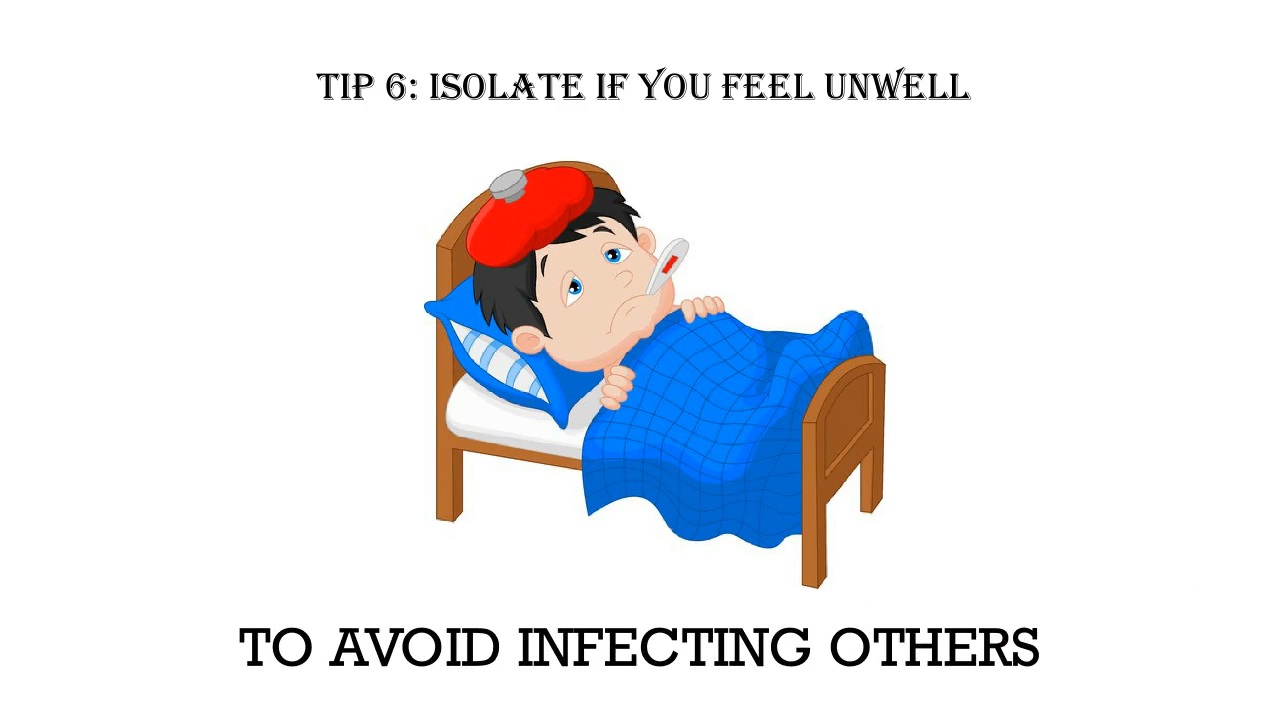 TIP 6: ISOLATE IF YOU FEEL UNWELL
TO AVOID INFECTING OTHERS